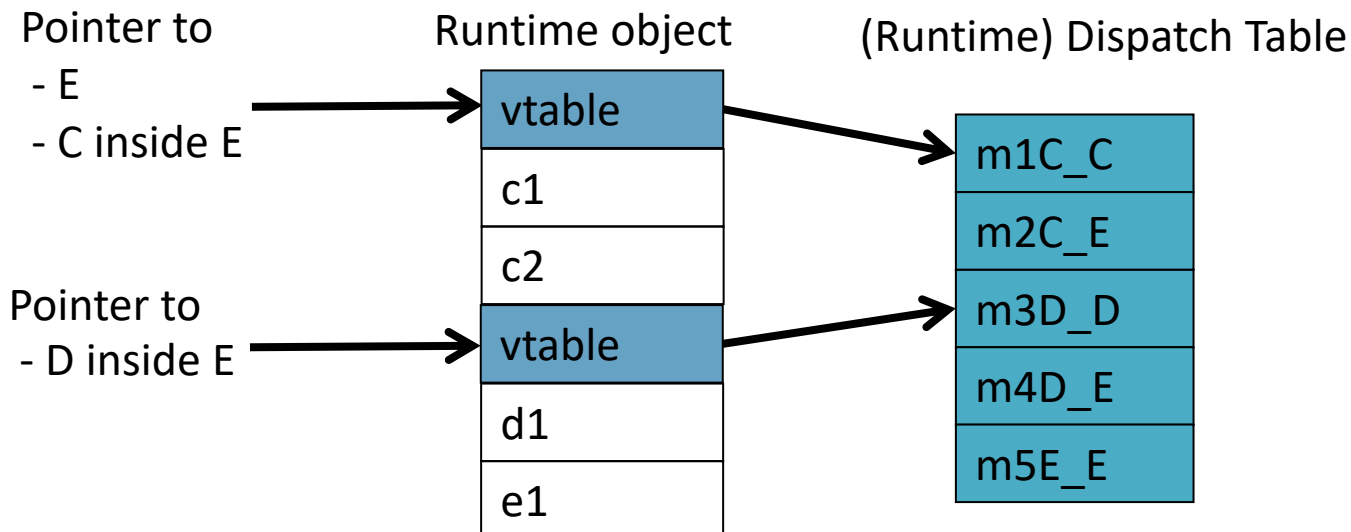 Pointer to
- E
- C inside E
Pointer to
- D inside E
Runtime object
vtable
c1
c2
vtable
d1
e1
(Runtime) Dispatch Table
m1C_C
m2C_E
m3D_D
m4D_E
m5E_E